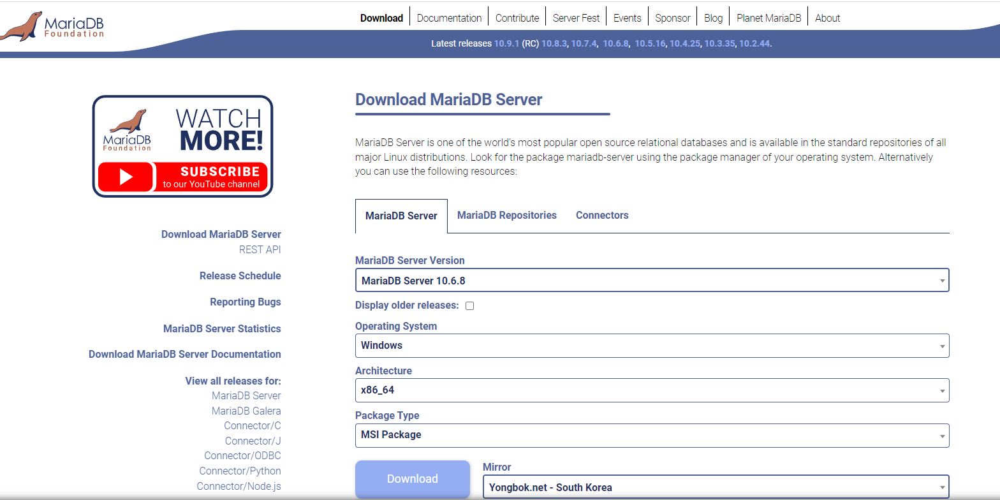 MariaDB
Foundation
Download
Documentation
Contribute
Server Fest
Events
Sponsor
Blog
Planet MariaDB
About
Latest releases 10.9.1 (RC) 10.8.3, 10.7.4, 10.6.8, 10.5.16, 10.4.25, 10.3.35, 10.2.44.
MariaDB
Foundation
WATCH
MORE!
SUBSCRIBE
to our YouTube channel
Download MariaDB Server
REST API
Release Schedule
Reporting Bugs
MariaDB Server Statistics
Download MariaDB Server Documentation
View all releases for:
MariaDB Server
MariaDB Galera
Connector/C
Connector/J
Connector/ODBC
Connector/Python
Connector/Node.js
Download MariaDB Server
MariaDB Server is one of the world's most popular open source relational databases and is available in the standard repositories of all
major Linux distributions. Look for the package mariadb-server using the package manager of your operating system. Alternatively
you can use the following resources:
MariaDB Server
MariaDB Repositories
Connectors
MariaDB Server Version
MariaDB Server 10.6.8
Display older releases:
Operating System
Windows
Architecture
x86_64
Package Type
MSI Package
Download
Mirror
Yongbok.net - South Korea